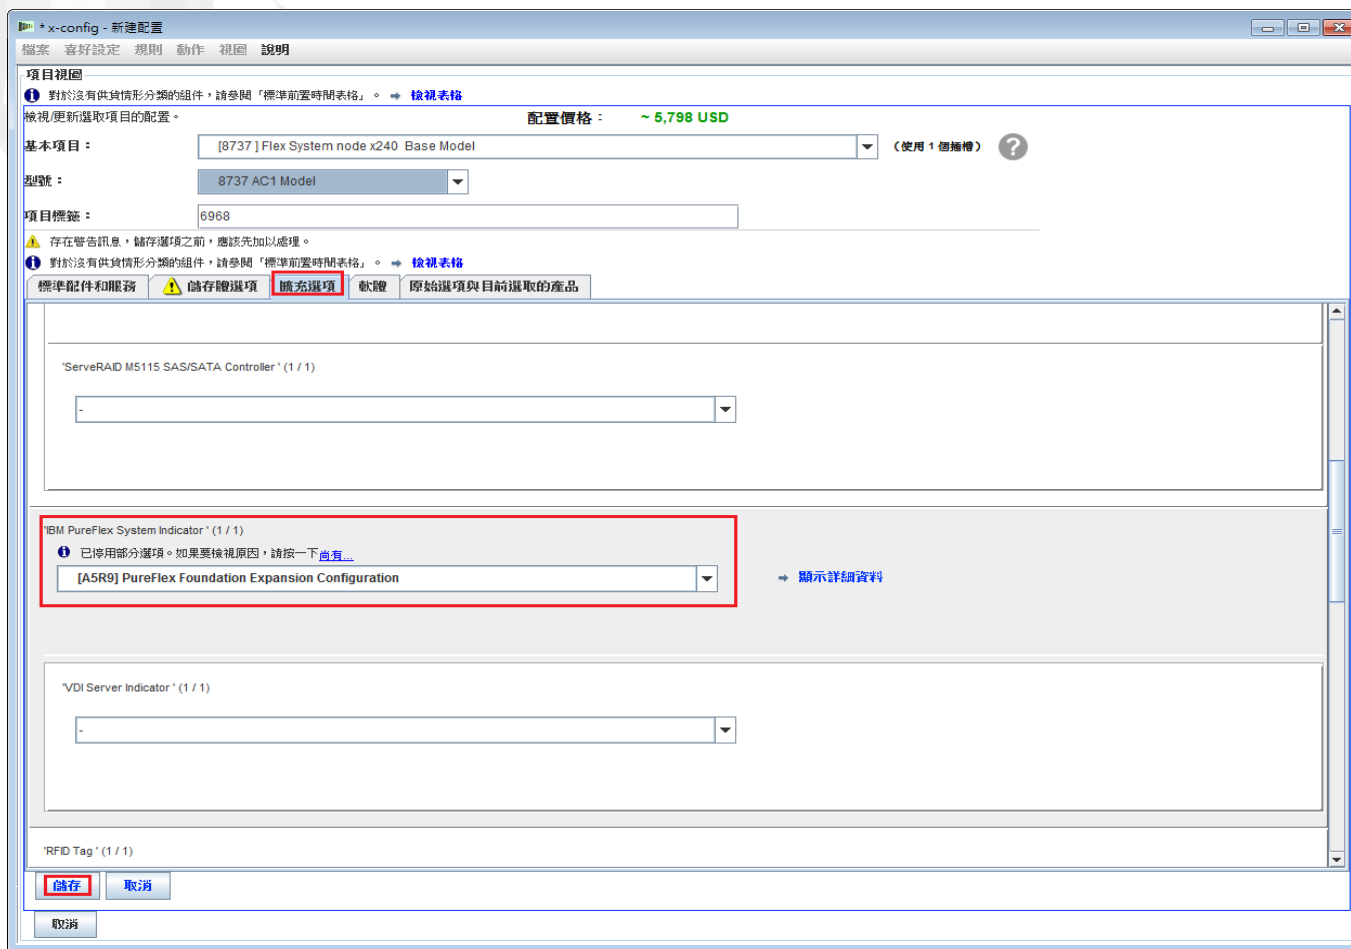 * x-config - 新建配置
檔案 喜好設定 規則 動作 視圖 說明
項目視圖
對於沒有供貨情形分類的組件，請參閱「標準前置時間表格」。 檢視表格
檢視/更新選取項目的配置。 配置價格： ~ 5,798 USD
基本項目： [8737 ] Flex System node x240 Base Model （使用 1 個插槽） ?
型號： 8737 AC1 Model
項目標籤： 6968
存在警告訊息，儲存選項之前，應該先加以處理。
對於沒有供貨情形分類的組件，請參閱「標準前置時間表格」。 檢視表格
標準配件和服務 儲存體選項 擴充選項 軟體 原始選項與目前選取的產品
'ServeRAID M5115 SAS/SATA Controller ' (1 / 1)
-
'IBM PureFlex System Indicator ' (1 / 1)
已停用部分選項。如果要檢視原因，請按一下尚有...
[A5R9] PureFlex Foundation Expansion Configuration 顯示詳細資料
'VDI Server Indicator ' (1 / 1)
-
'RFID Tag ' (1 / 1)
儲存 取消
取消